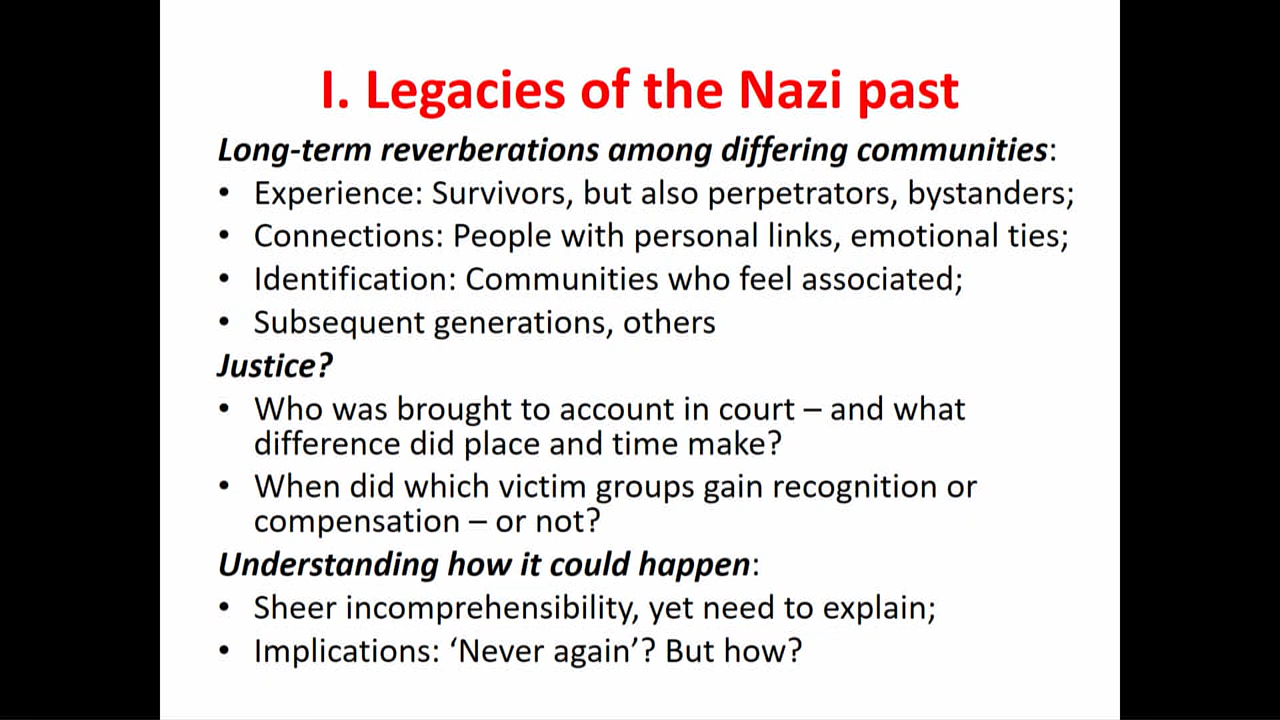 I. Legacies of the Nazi past
Long-term reverberations among differing communities:
• Experience: Survivors, but also perpetrators, bystanders;
• Connections: People with personal links, emotional ties;
• Identification: Communities who feel associated;
• Subsequent generations, others
Justice?
• Who was brought to account in court – and what
difference did place and time make?
• When did which victim groups gain recognition or
compensation – or not?
Understanding how it could happen:
• Sheer incomprehensibility, yet need to explain;
• Implications: ‘Never again’? But how?